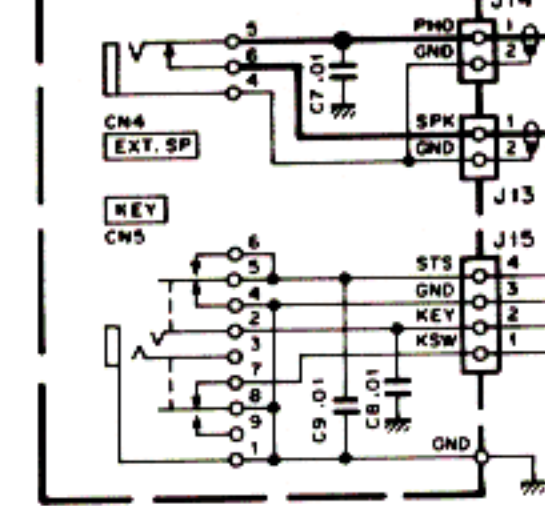 J14
5
PHO
1
6
GND
2
4
C7 .01
CN4
EXT. SP
SPK
1
GND
2
J13
KEY
CN5
J15
6
5
STS
4
4
GND
3
2
KEY
2
3
KSW
1
7
C9 .01
C8 .01
8
9
1
GND